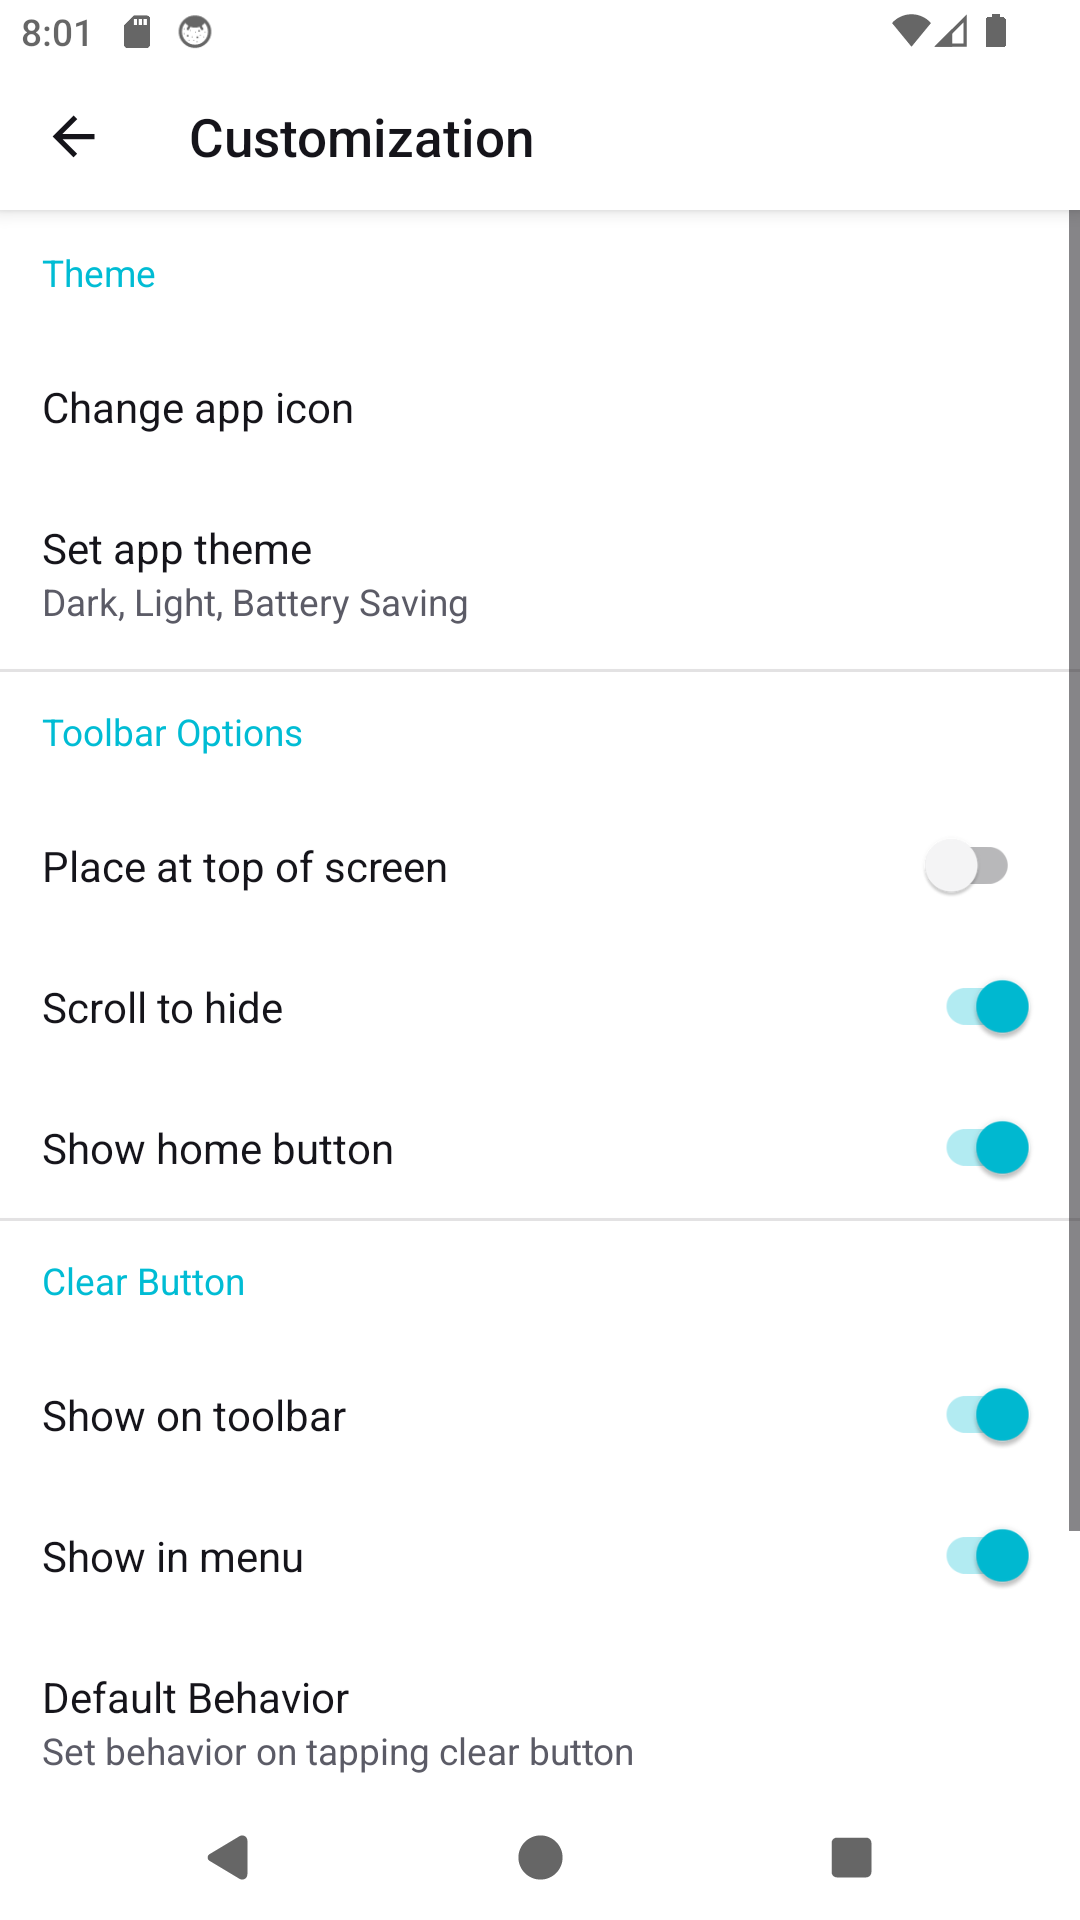 8:01
Customization
Theme
Change app icon
Set app theme
Dark, Light, Battery Saving
Toolbar Options
Place at top of screen
Scroll to hide
Show home button
Clear Button
Show on toolbar
Show in menu
Default Behavior
Set behavior on tapping clear button